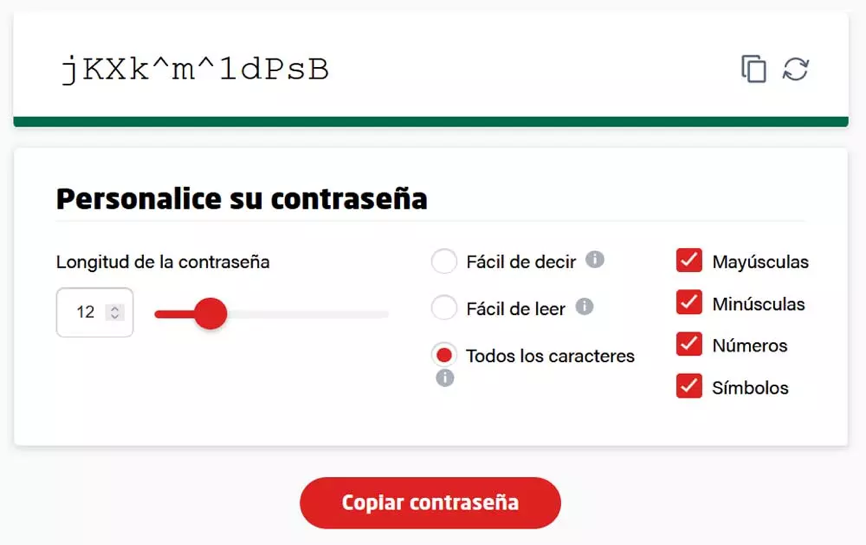 jKXk^m^1dPsB
Personalice su contraseña
Longitud de la contraseña
12
Fácil de decir
Fácil de leer
Todos los caracteres
Mayúsculas
Minúsculas
Números
Símbolos
Copiar contraseña